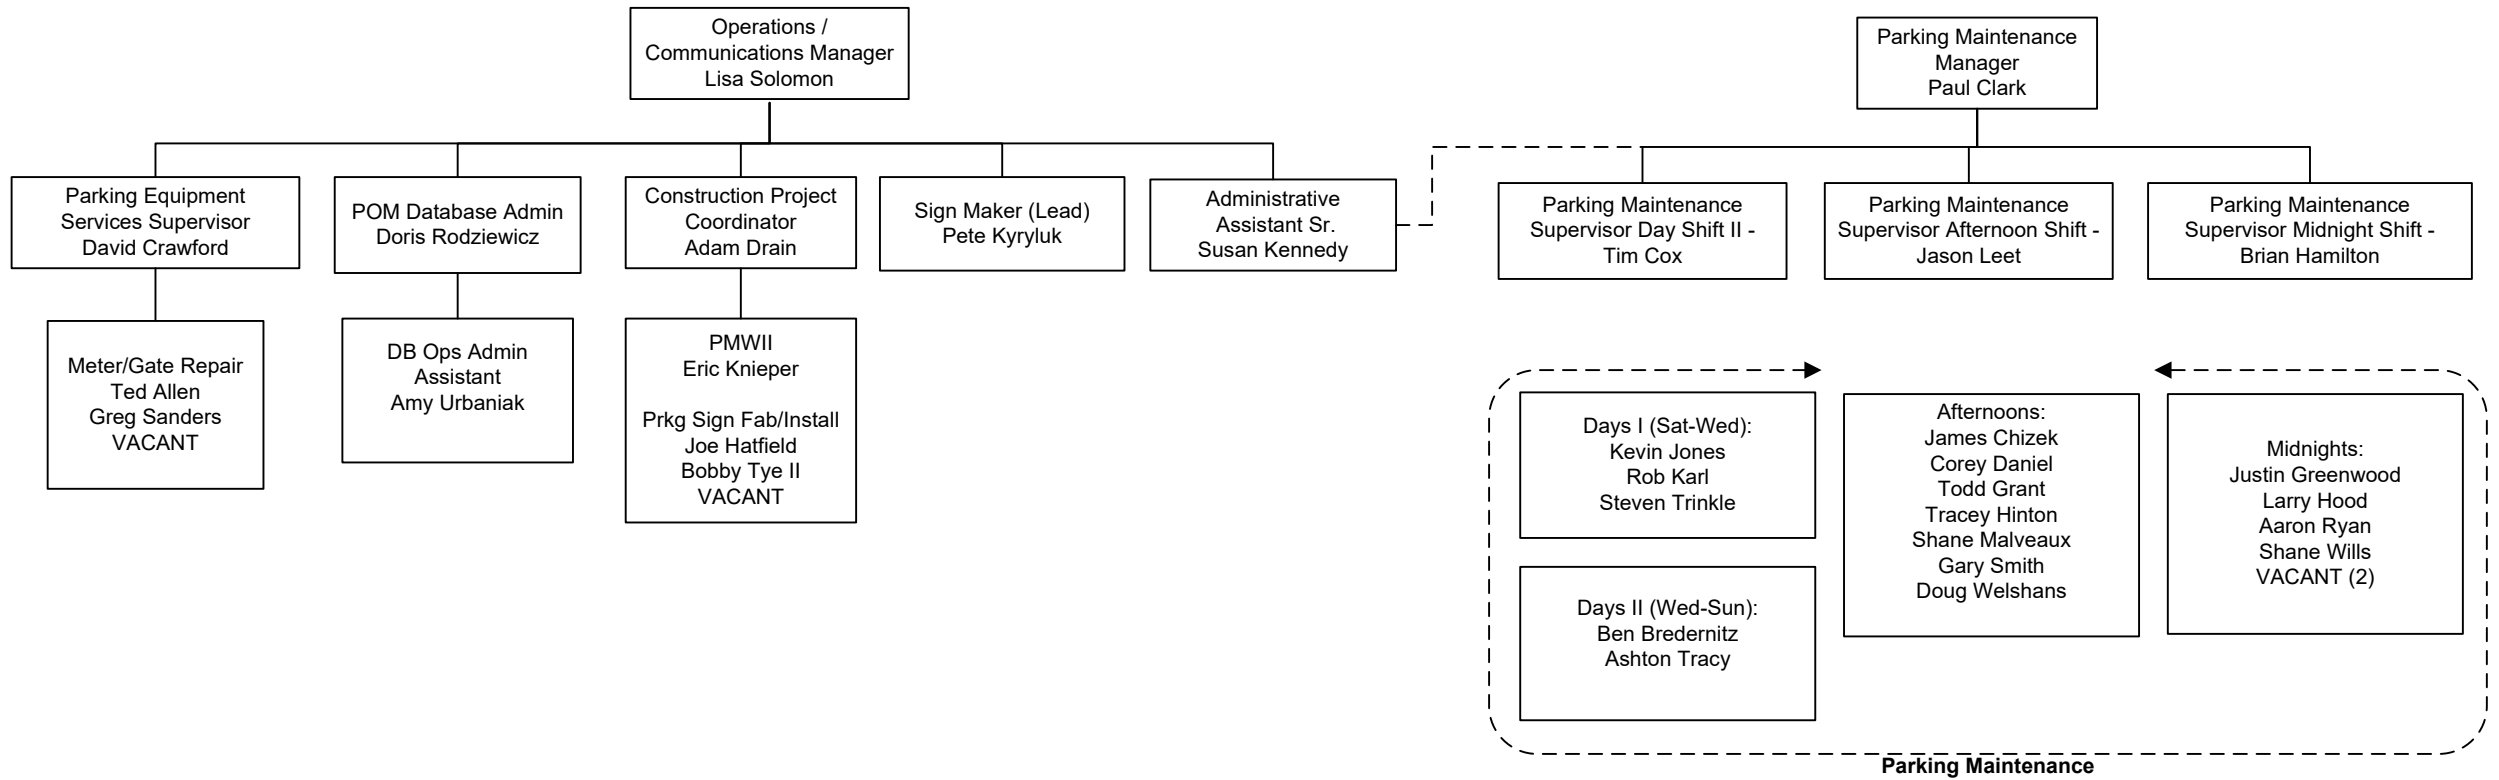 Operations /
Communications Manager
Lisa Solomon
Parking Maintenance
Manager
Paul Clark
Parking Equipment
Services Supervisor
David Crawford
POM Database Admin
Doris Rodziewicz
Construction Project
Coordinator
Adam Drain
Sign Maker (Lead)
Pete Kyryluk
Administrative
Assistant Sr.
Susan Kennedy
Parking Maintenance
Supervisor Day Shift II -
Tim Cox
Parking Maintenance
Supervisor Afternoon Shift -
Jason Leet
Parking Maintenance
Supervisor Midnight Shift -
Brian Hamilton
Meter/Gate Repair
Ted Allen
Greg Sanders
VACANT
DB Ops Admin
Assistant
Amy Urbaniak
PMWII
Eric Knieper
Prkg Sign Fab/Install
Joe Hatfield
Bobby Tye II
VACANT
Days I (Sat-Wed):
Kevin Jones
Rob Karl
Steven Trinkle
Days II (Wed-Sun):
Ben Bredernitz
Ashton Tracy
Afternoons:
James Chizek
Corey Daniel
Todd Grant
Tracey Hinton
Shane Malveaux
Gary Smith
Doug Welshans
Midnights:
Justin Greenwood
Larry Hood
Aaron Ryan
Shane Wills
VACANT (2)
Parking Maintenance